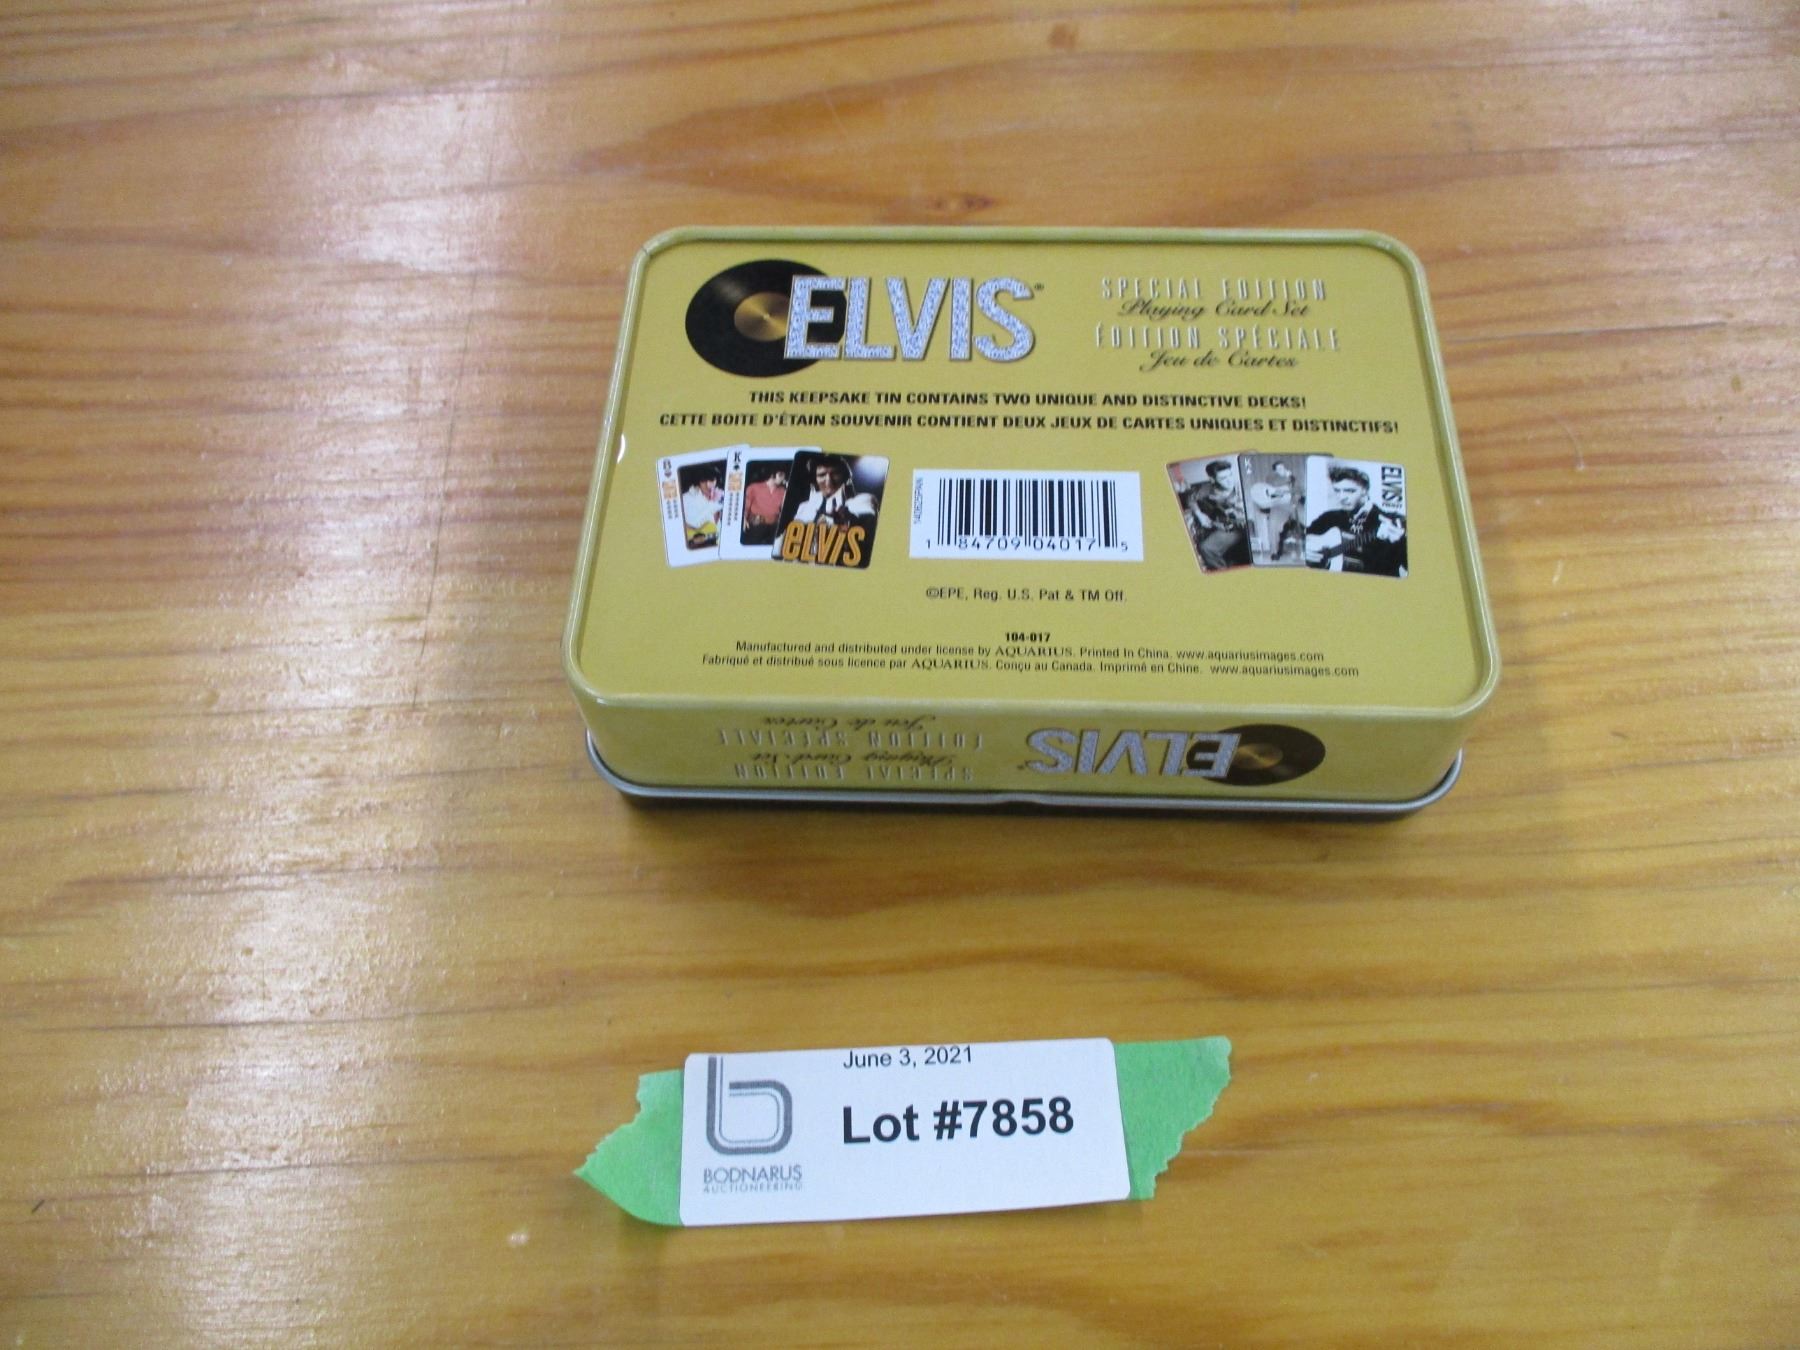 ELVIS®
SPECIAL EDITION
Playing Card Set
ÉDITION SPÉCIALE
Jeu de Cartes
THIS KEEPSAKE TIN CONTAINS TWO UNIQUE AND DISTINCTIVE DECKS!
CETTE BOITE D'ÉTAIN SOUVENIR CONTIENT DEUX JEUX DE CARTES UNIQUES ET DISTINCTIFS!
K
ELVIS
1 84709 04017 5
K
ELVIS
©EPE, Reg. U.S. Pat & TM Off.
104-017
Manufactured and distributed under license by AQUARIUS. Printed In China. www.aquariusimages.com
Fabriqué et distribué sous licence par AQUARIUS. Conçu au Canada. Imprimé en Chine. www.aquariusimages.com
ELVIS
SPECIAL EDITION
Playing Card Set
ÉDITION SPÉCIALE
Jeu de Cartes
June 3, 2021
Lot #7858
BODNARUS
AUCTIONEERING